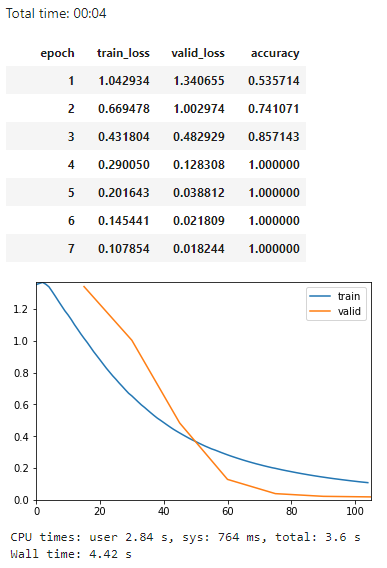 Total time: 00:04
epoch train_loss valid_loss accuracy
1 1.042934 1.340655 0.535714
2 0.669478 1.002974 0.741071
3 0.431804 0.482929 0.857143
4 0.290050 0.128308 1.000000
5 0.201643 0.038812 1.000000
6 0.145441 0.021809 1.000000
7 0.107854 0.018244 1.000000
train
valid
1.2
1.0
0.8
0.6
0.4
0.2
0.0
0 20 40 60 80 100
CPU times: user 2.84 s, sys: 764 ms, total: 3.6 s
Wall time: 4.42 s